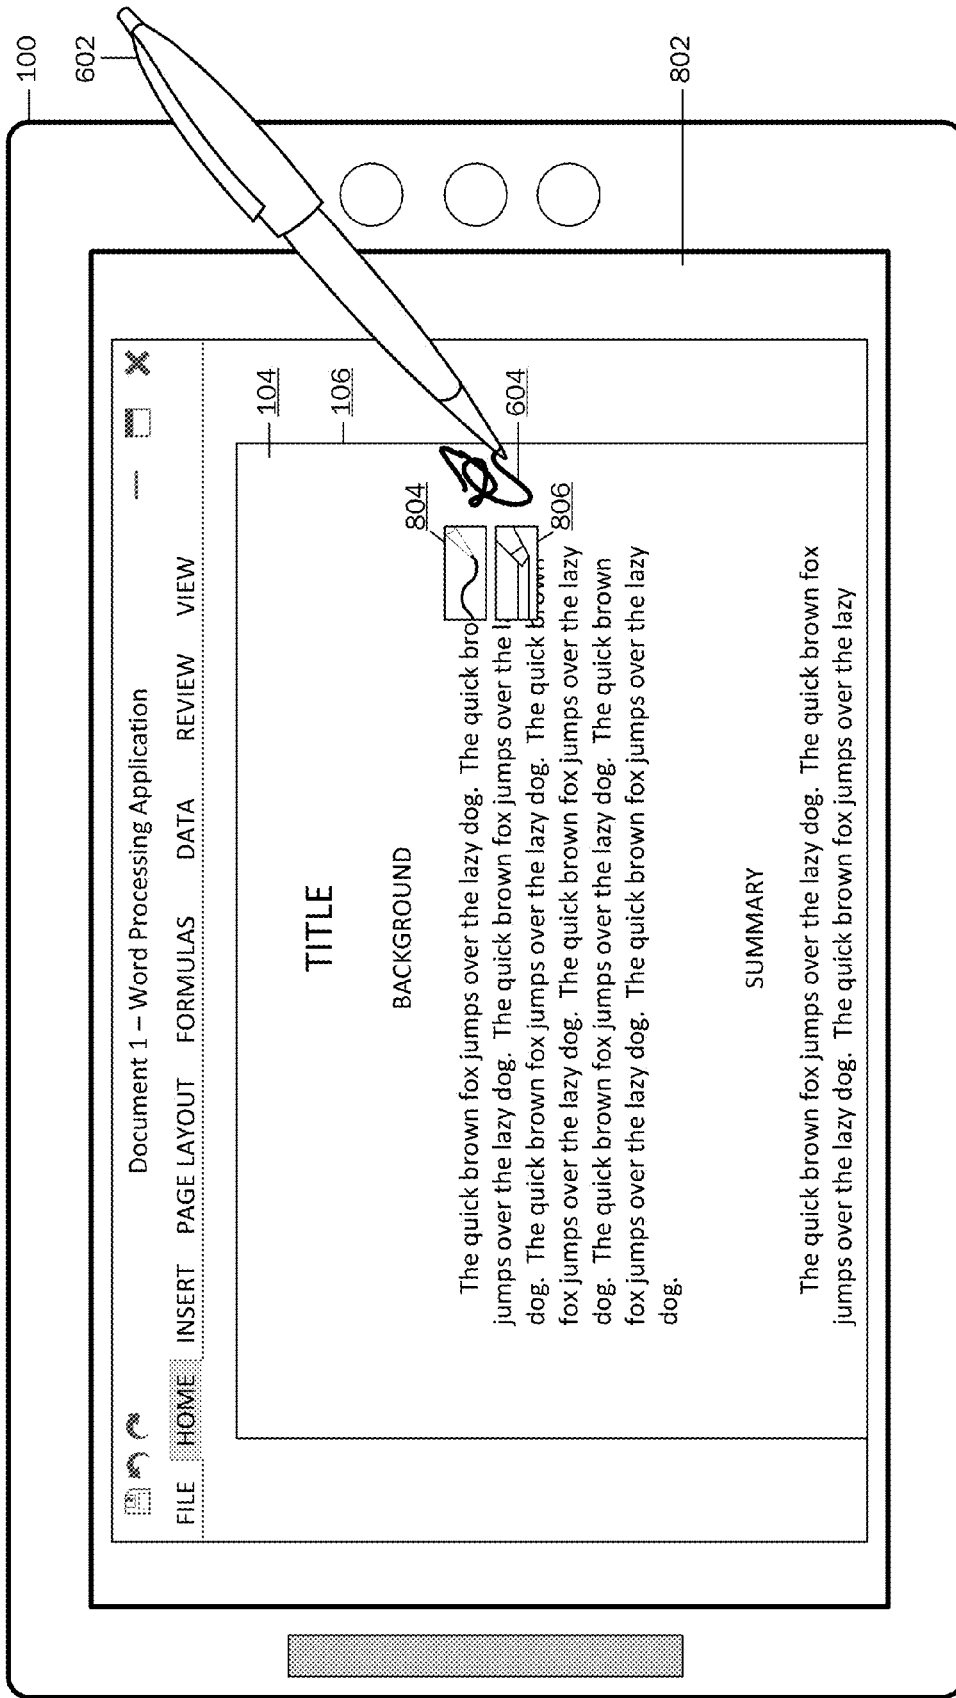 100
602
802
Document 1 – Word Processing Application
FILE HOME INSERT PAGE LAYOUT FORMULAS DATA REVIEW VIEW
104
106
TITLE
BACKGROUND
804
604
806
The quick brown fox jumps over the lazy dog. The quick bro
jumps over the lazy dog. The quick brown fox jumps over the l
dog. The quick brown fox jumps over the lazy dog. The quick brown
fox jumps over the lazy dog. The quick brown fox jumps over the lazy
dog. The quick brown fox jumps over the lazy dog. The quick brown
fox jumps over the lazy dog. The quick brown fox jumps over the lazy
dog.
SUMMARY
The quick brown fox jumps over the lazy dog. The quick brown fox
jumps over the lazy dog. The quick brown fox jumps over the lazy